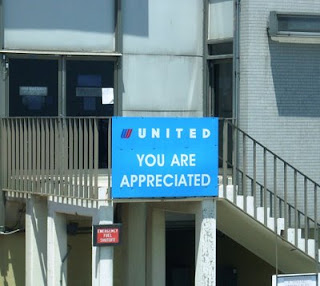 UNITED
YOU ARE
APPRECIATED
EMERGENCY
FUEL
SHUTOFF